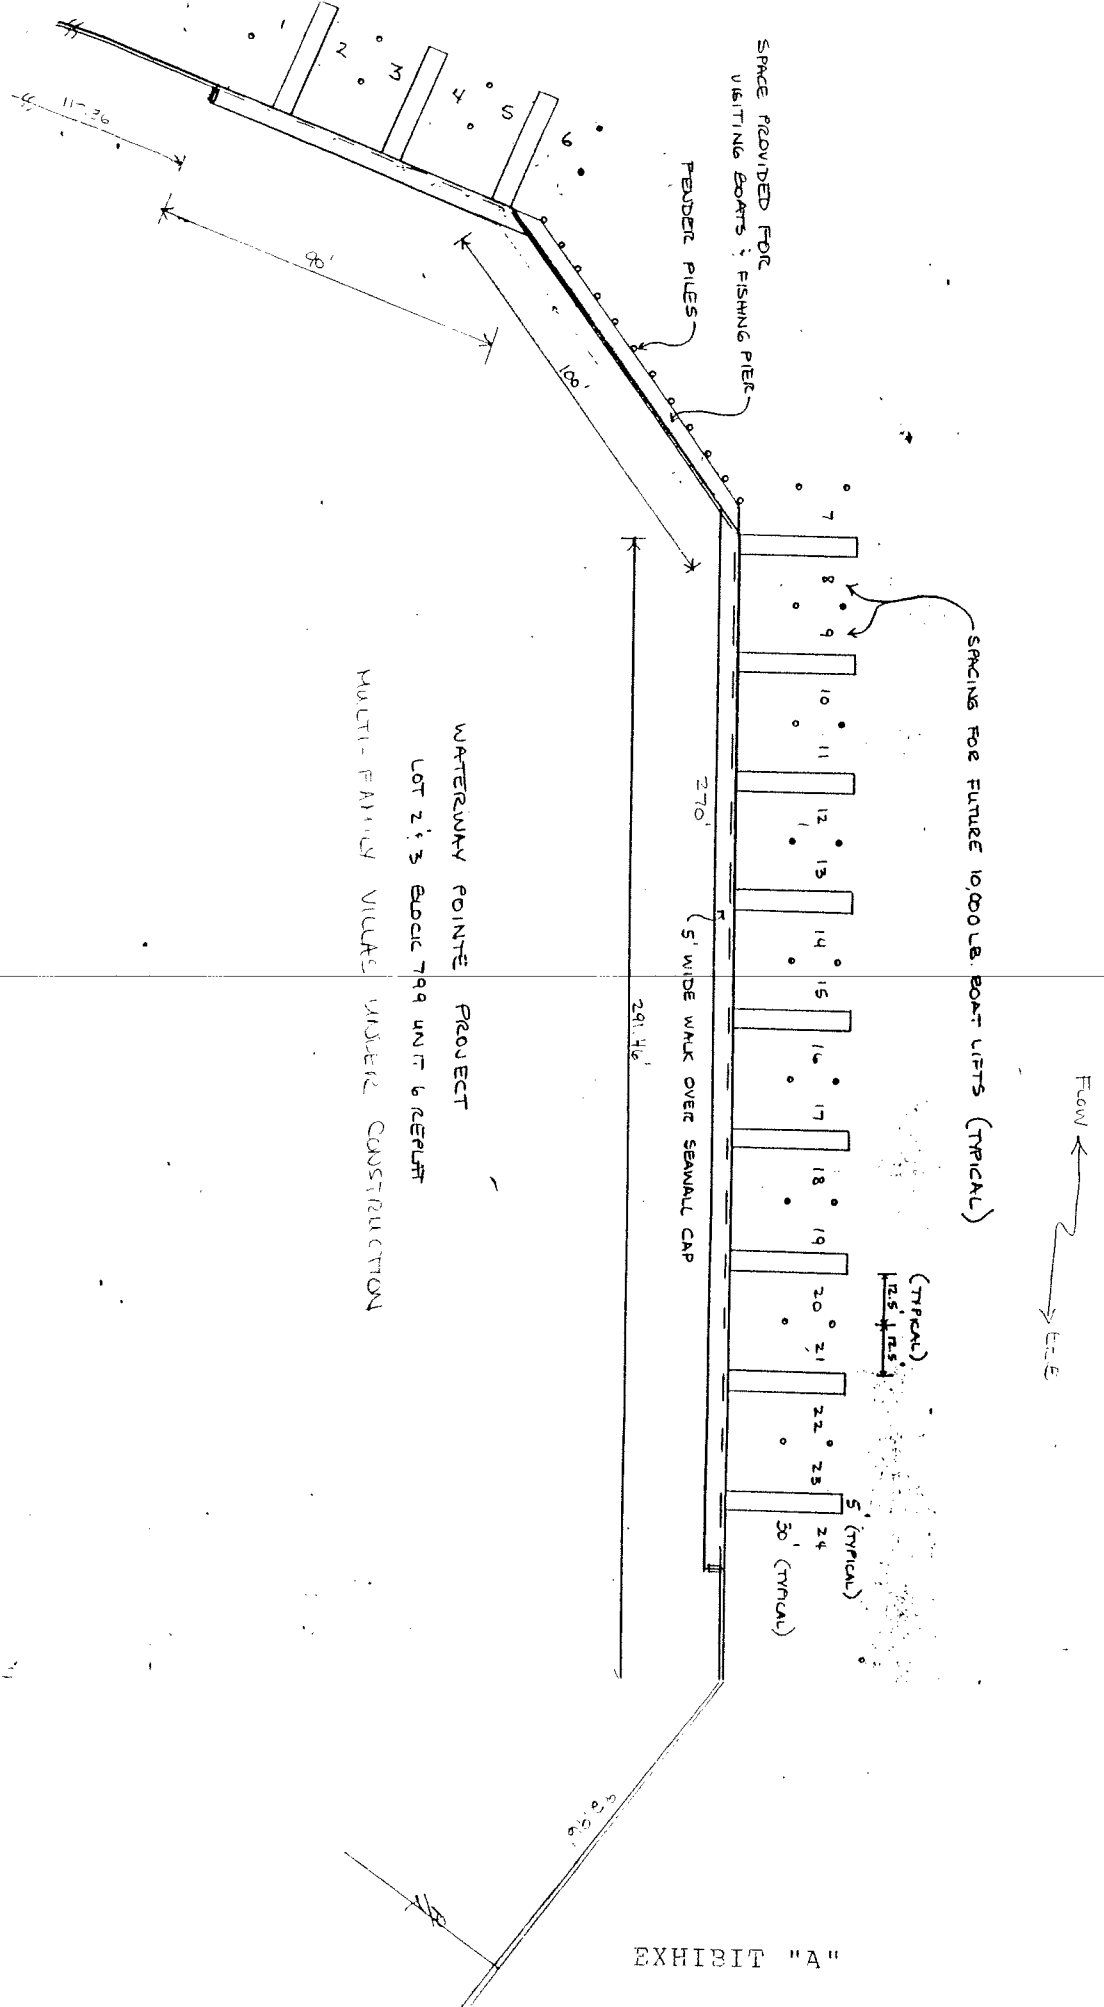 SPACE PROVIDED FOR
VISITING BOATS & FISHING PIER
FENDER PILES
1
2
3
4
5
6
90'
100'
7
8
9
10
11
12
13
14
15
16
17
18
19
20
21
22
23
24
SPACING FOR FUTURE 10,000 LB. BOAT LIFTS (TYPICAL)
FLOW
(TYPICAL)
12.5'
12.5'
5' (TYPICAL)
30' (TYPICAL)
270'
5' WIDE WALK OVER SEAWALL CAP
291.46'
WATERWAY POINTE PROJECT
LOT 2 & 3 BLOCK 799 UNIT 6 REPLAT
MULTI-FAMILY VILLAS UNDER CONSTRUCTION
EXHIBIT "A"